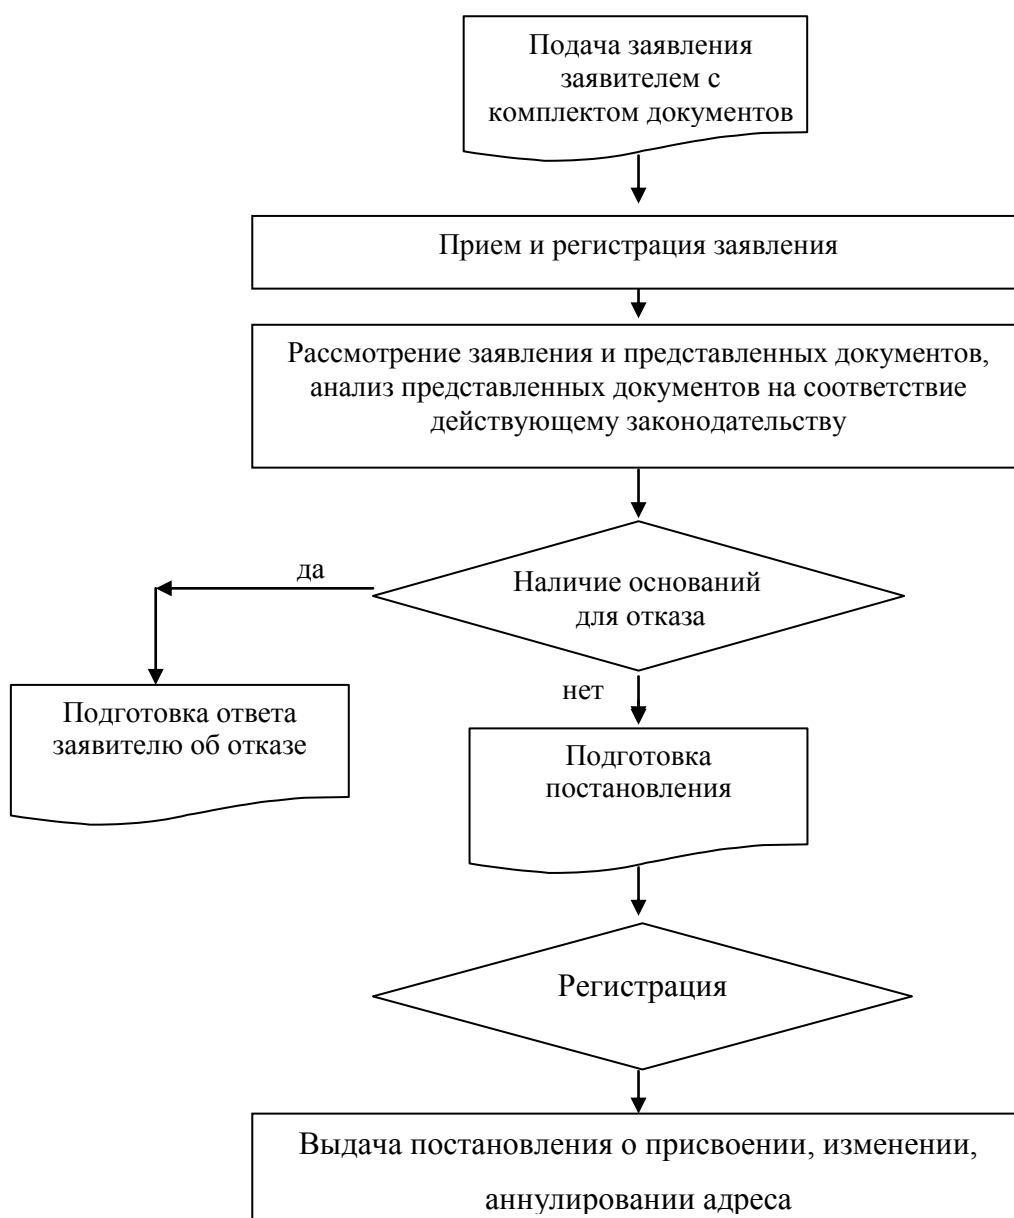 Подача заявления
заявителем с
комплектом документов
Прием и регистрация заявления
Рассмотрение заявления и представленных документов,
анализ представленных документов на соответствие
действующему законодательству
да
Наличие оснований
для отказа
нет
Подготовка ответа
заявителю об отказе
Подготовка
постановления
Регистрация
Выдача постановления о присвоении, изменении,
аннулировании адреса